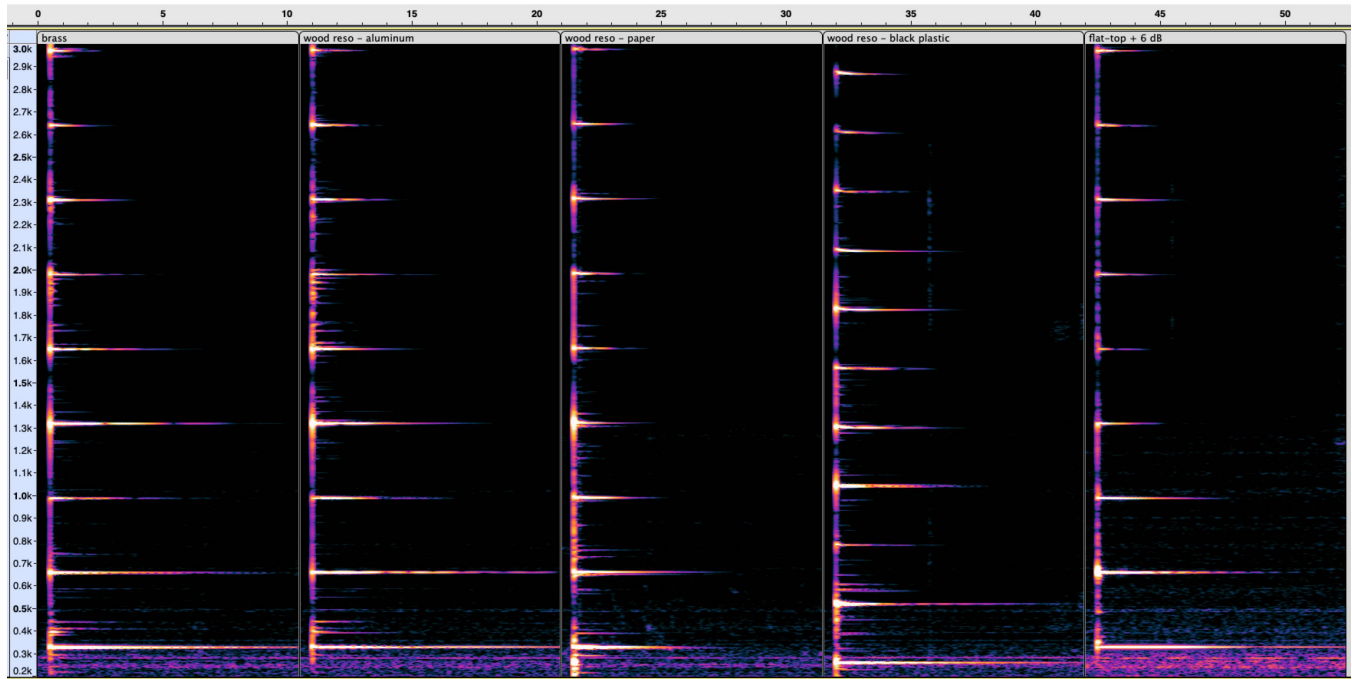 0 5 10 15 20 25 30 35 40 45 50
brass wood reso - aluminum wood reso - paper wood reso - black plastic flat-top + 6 dB
3.0k
2.9k
2.8k
2.7k
2.6k
2.5k
2.4k
2.3k
2.2k
2.1k
2.0k
1.9k
1.8k
1.7k
1.6k
1.5k
1.4k
1.3k
1.2k
1.1k
1.0k
0.9k
0.8k
0.7k
0.6k
0.5k
0.4k
0.3k
0.2k